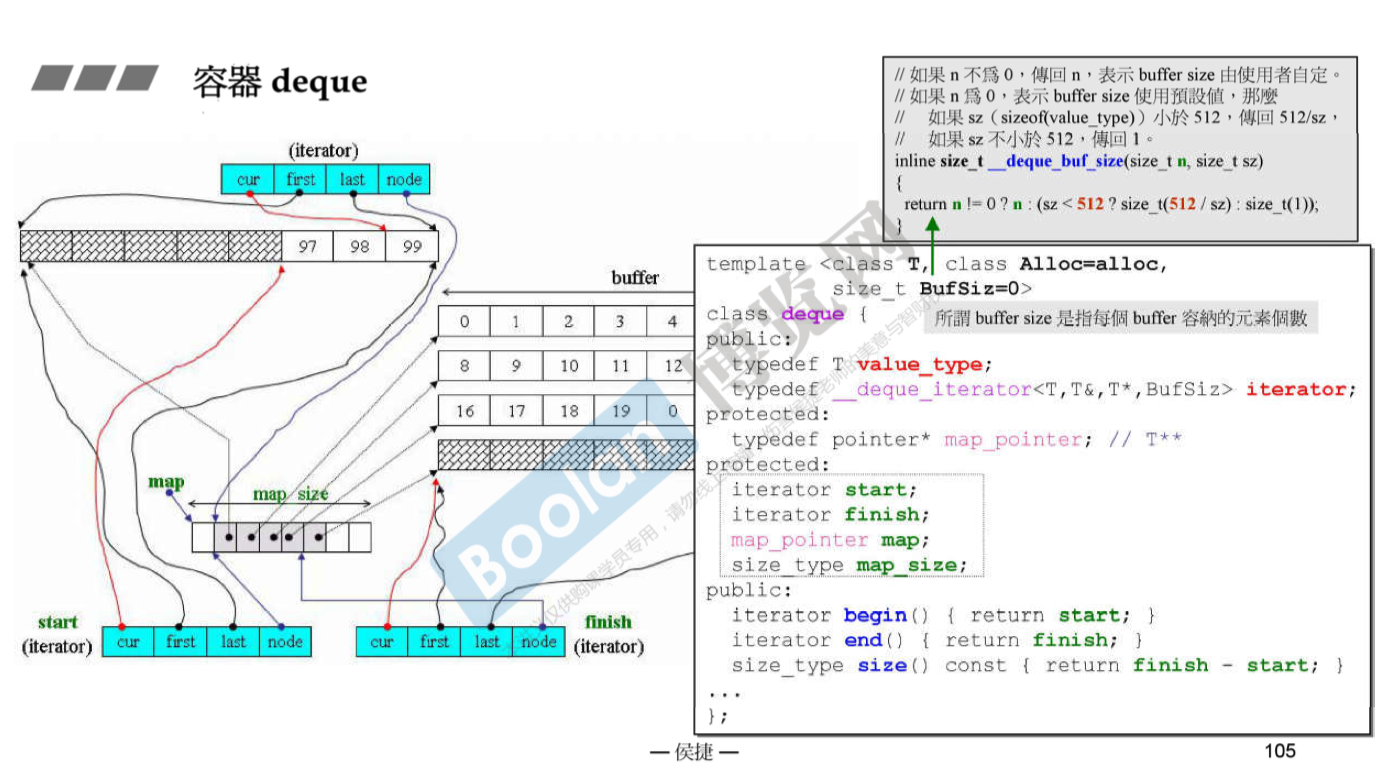 容器 deque
(iterator)
cur first last node
97 98 99
buffer
0 1 2 3 4
8 9 10 11 12
16 17 18 19 0
map
map size
start
(iterator)
cur first last node
finish
(iterator)
cur first last node
// 如果 n 不為 0，傳回 n，表示 buffer size 由使用者自定。
// 如果 n 為 0，表示 buffer size 使用預設值，那麼
// 如果 sz（sizeof(value_type)）小於 512，傳回 512/sz，
// 如果 sz 不小於 512，傳回 1。
inline size_t __deque_buf_size(size_t n, size_t sz)
{
return n != 0 ? n : (sz < 512 ? size_t(512 / sz) : size_t(1));
}
template <class T, class Alloc=alloc,
size_t BufSiz=0>
class deque {
所謂 buffer size 是指每個 buffer 容納的元素個數
public:
typedef T value_type;
typedef __deque_iterator<T,T&,T*,BufSiz> iterator;
protected:
typedef pointer* map_pointer; // T**
protected:
iterator start;
iterator finish;
map_pointer map;
size_type map_size;
public:
iterator begin() { return start; }
iterator end() { return finish; }
size_type size() const { return finish - start; }
...
};
Boolan
博览网
— 侯捷 —
105